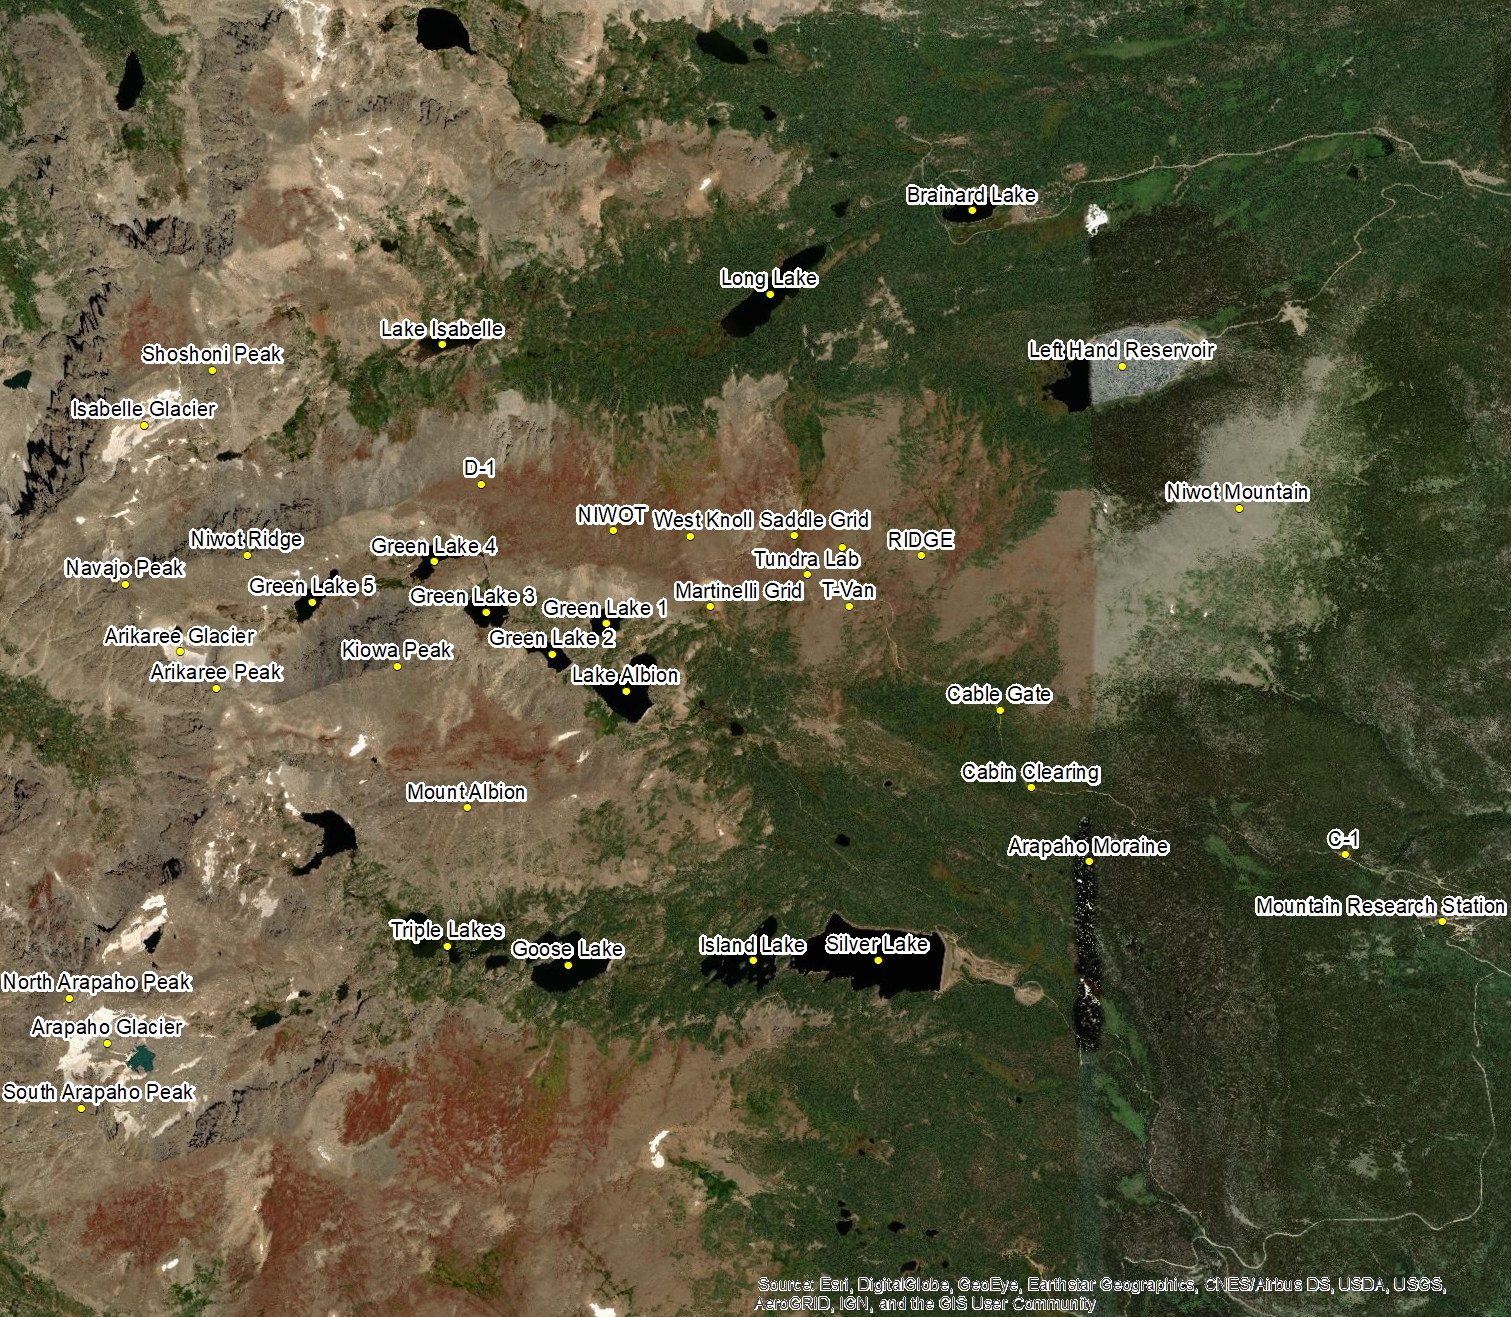 Brainard Lake
Long Lake
Lake Isabelle
Left Hand Reservoir
Shoshoni Peak
Isabelle Glacier
D-1
Niwot Mountain
NIWOT
West Knoll
Saddle Grid
Niwot Ridge
Green Lake 4
RIDGE
Navajo Peak
Tundra Lab
Green Lake 5
Green Lake 3
Martinelli Grid
T-Van
Green Lake 1
Arikaree Glacier
Green Lake 2
Kiowa Peak
Arikaree Peak
Lake Albion
Cable Gate
Cabin Clearing
Mount Albion
C-1
Arapaho Moraine
Mountain Research Station
Triple Lakes
Goose Lake
Island Lake
Silver Lake
North Arapaho Peak
Arapaho Glacier
South Arapaho Peak
Source: Esri, DigitalGlobe, GeoEye, Earthstar Geographics, CNES/Airbus DS, USDA, USGS,
AeroGRID, IGN, and the GIS User Community